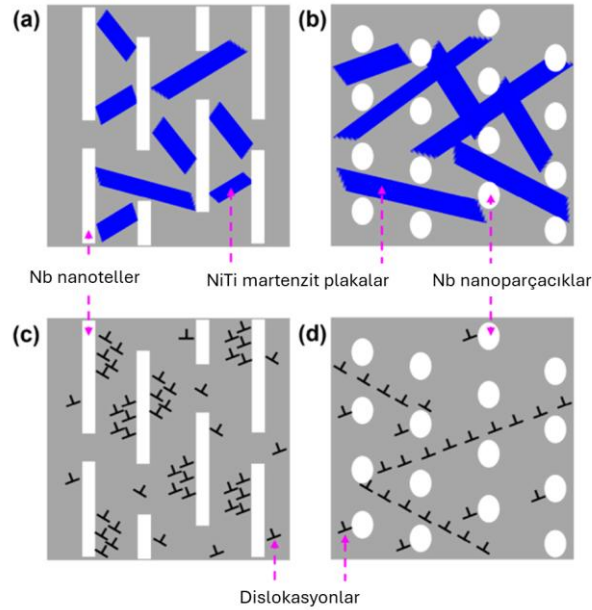 (a)
(b)
Nb nanoteller
NiTi martenzit plakalar
Nb nanoparçacıklar
(c)
(d)
Dislokasyonlar